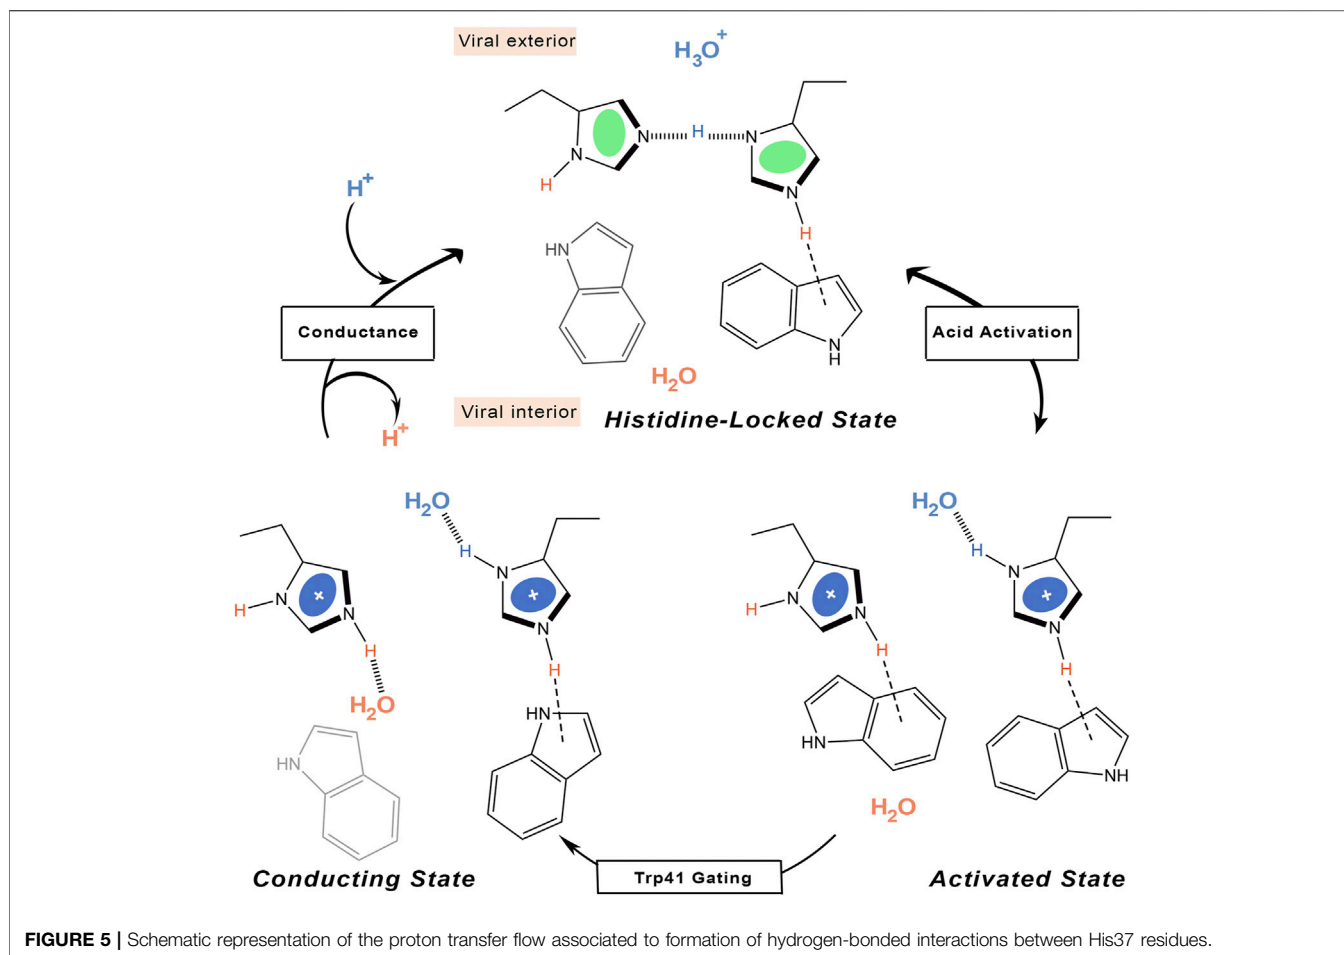 Viral exterior
H3O+
N
H
N
N
H
N
H
H+
HN
Conductance
Acid Activation
NH
H2O
Viral interior
Histidine-Locked State
H+
H2O
H2O
H
N
H
N
H
N
N
H
H2O
HN
HN
H
N
H
N
H
N
N
H
HN
NH
H2O
Conducting State
Trp41 Gating
Activated State
FIGURE 5 | Schematic representation of the proton transfer flow associated to formation of hydrogen-bonded interactions between His37 residues.